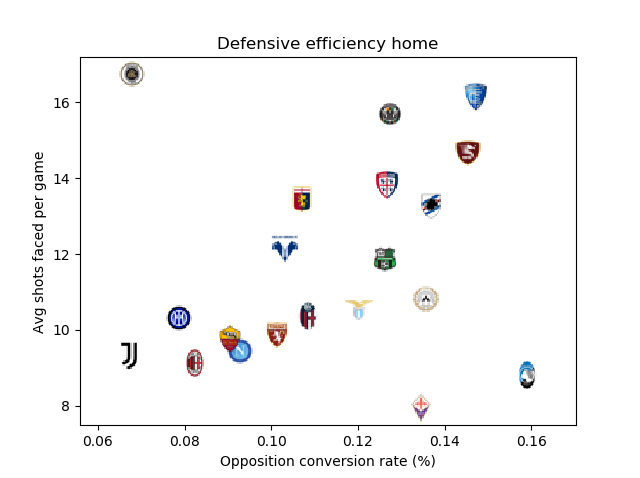 Defensive efficiency home
Avg shots faced per game
16
14
12
10
8
0.06 0.08 0.10 0.12 0.14 0.16
Opposition conversion rate (%)